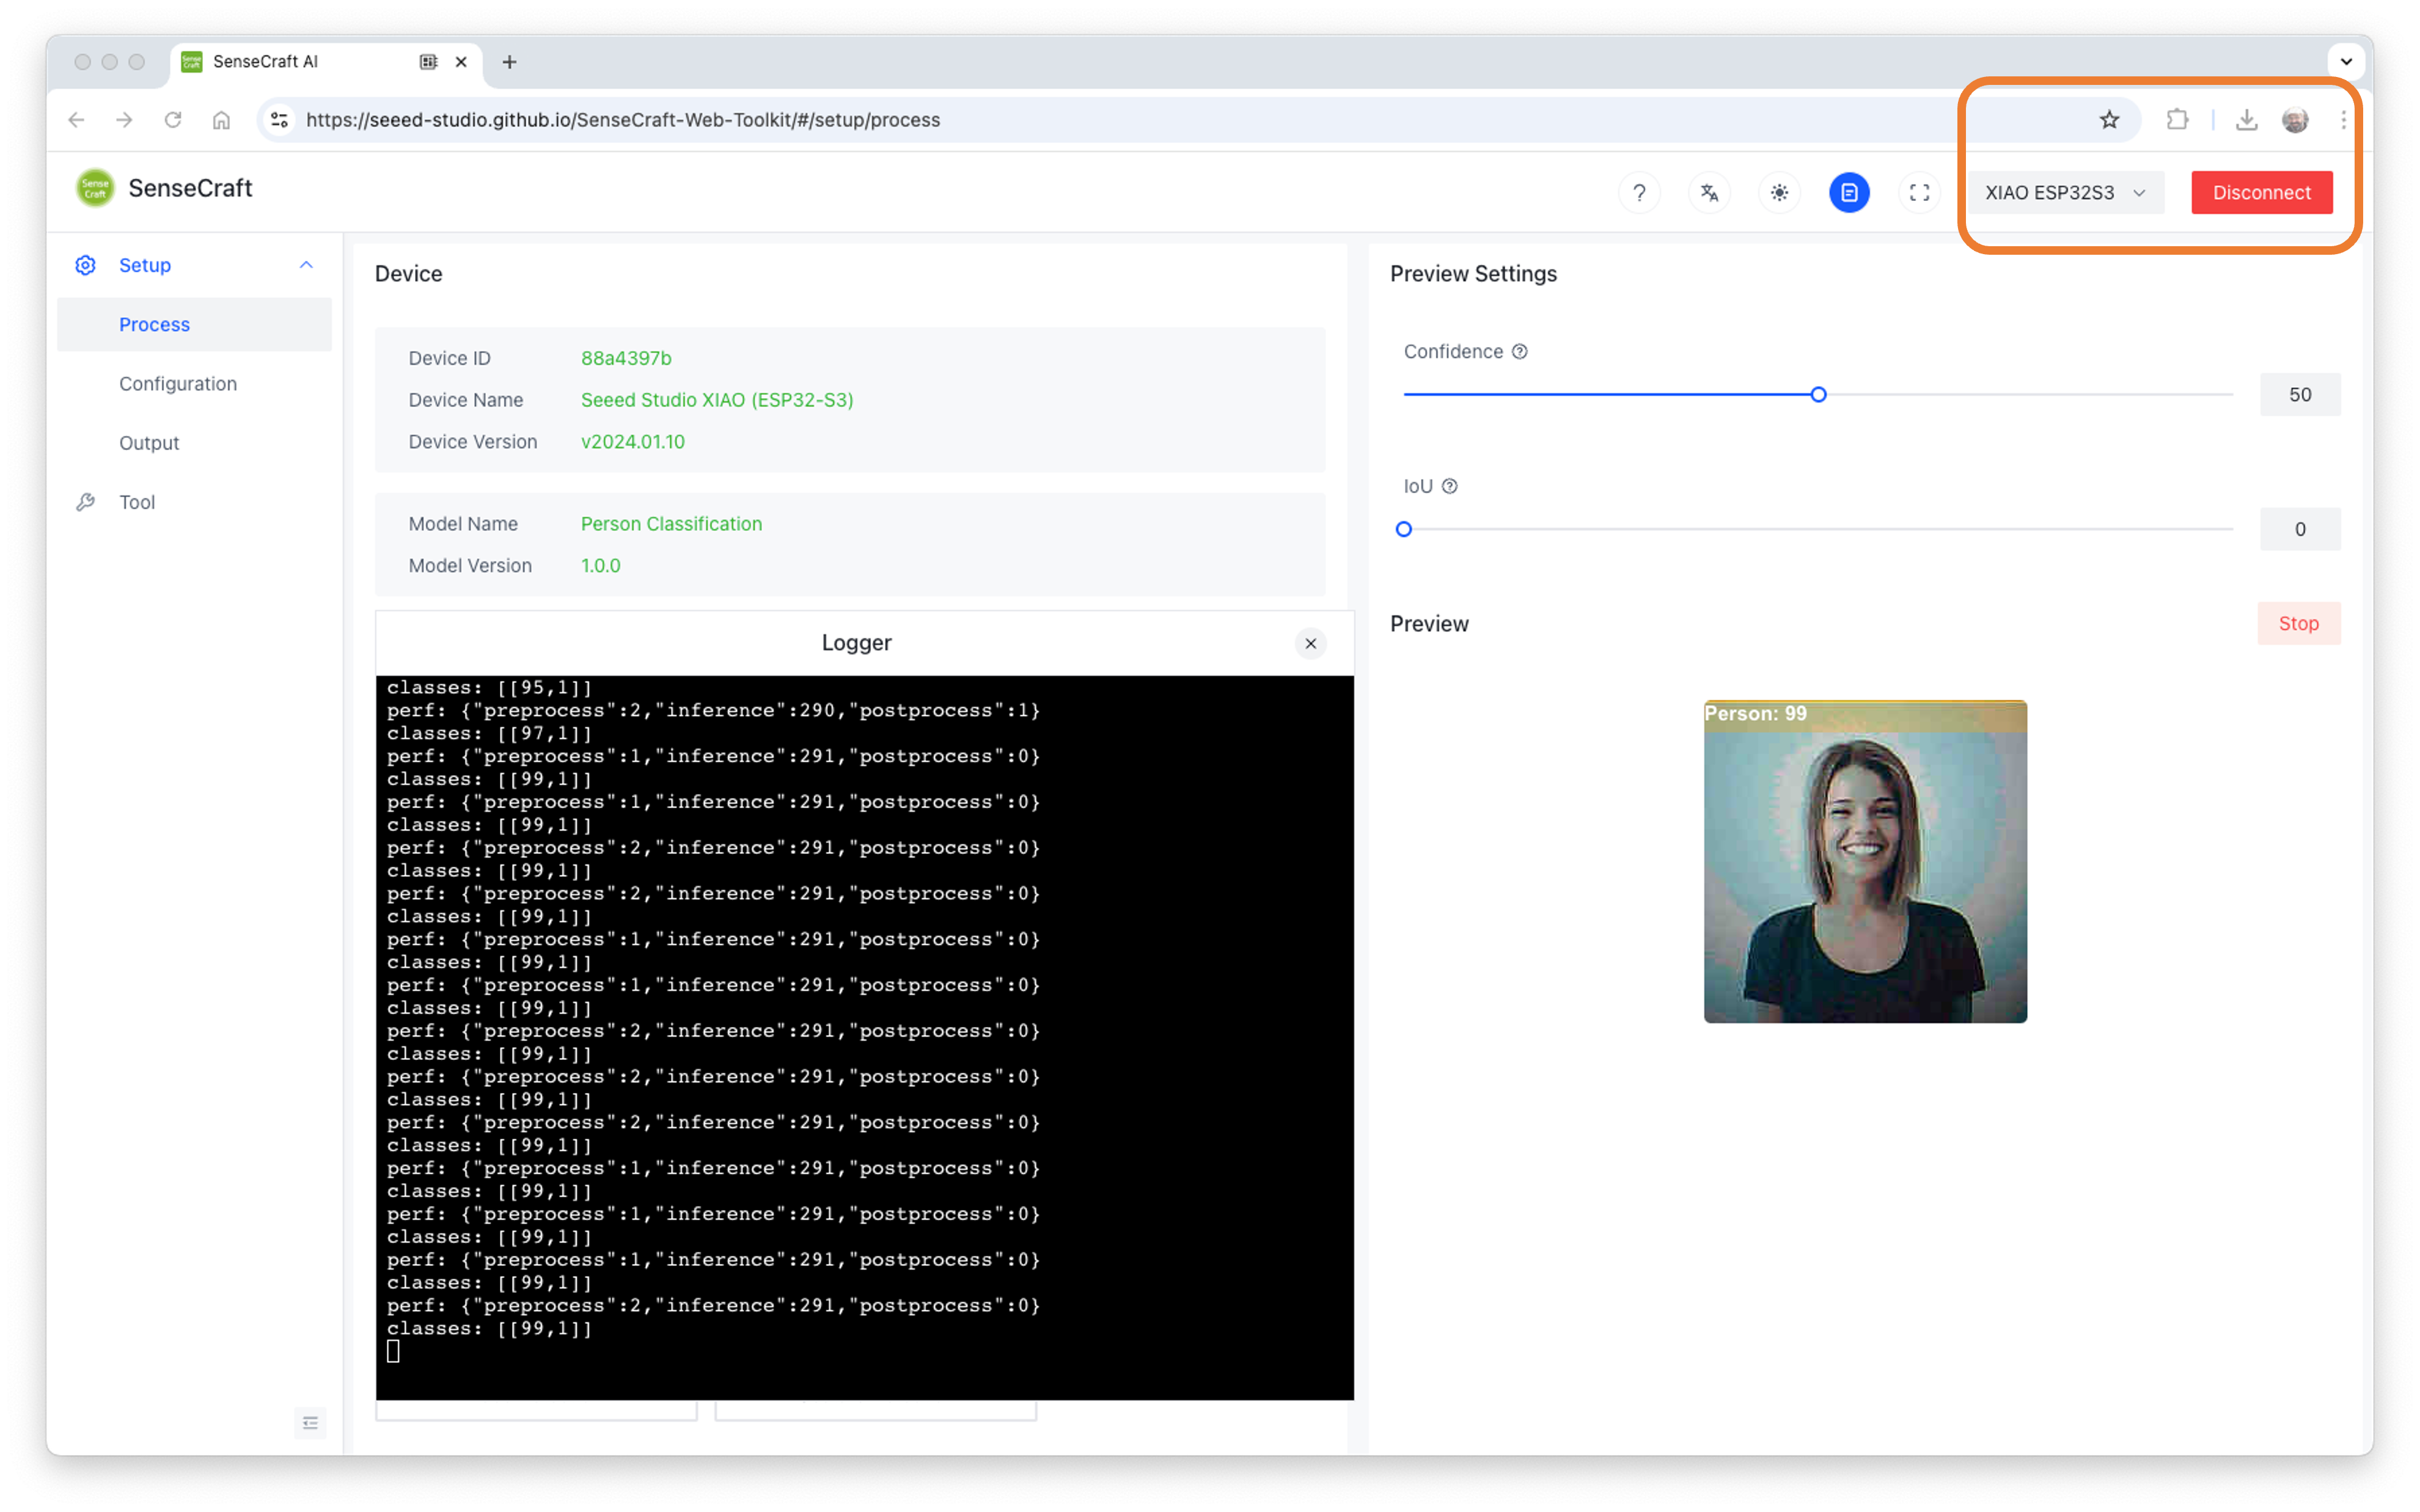 SenseCraft AI
https://seeed-studio.github.io/SenseCraft-Web-Toolkit/#/setup/process
Sense
Craft
SenseCraft
XIAO ESP32S3
Disconnect
Setup
Process
Configuration
Output
Tool
Device
Device ID 88a4397b
Device Name Seeed Studio XIAO (ESP32-S3)
Device Version v2024.01.10
Model Name Person Classification
Model Version 1.0.0
Logger
classes: [[95,1]]
perf: {"preprocess":2,"inference":290,"postprocess":1}
classes: [[97,1]]
perf: {"preprocess":1,"inference":291,"postprocess":0}
classes: [[99,1]]
perf: {"preprocess":1,"inference":291,"postprocess":0}
classes: [[99,1]]
perf: {"preprocess":2,"inference":291,"postprocess":0}
classes: [[99,1]]
perf: {"preprocess":2,"inference":291,"postprocess":0}
classes: [[99,1]]
perf: {"preprocess":1,"inference":291,"postprocess":0}
classes: [[99,1]]
perf: {"preprocess":1,"inference":291,"postprocess":0}
classes: [[99,1]]
perf: {"preprocess":2,"inference":291,"postprocess":0}
classes: [[99,1]]
perf: {"preprocess":2,"inference":291,"postprocess":0}
classes: [[99,1]]
perf: {"preprocess":2,"inference":291,"postprocess":0}
classes: [[99,1]]
perf: {"preprocess":1,"inference":291,"postprocess":0}
classes: [[99,1]]
perf: {"preprocess":1,"inference":291,"postprocess":0}
classes: [[99,1]]
perf: {"preprocess":1,"inference":291,"postprocess":0}
classes: [[99,1]]
perf: {"preprocess":2,"inference":291,"postprocess":0}
classes: [[99,1]]
Preview Settings
Confidence
50
IoU
0
Preview
Stop
Person: 99